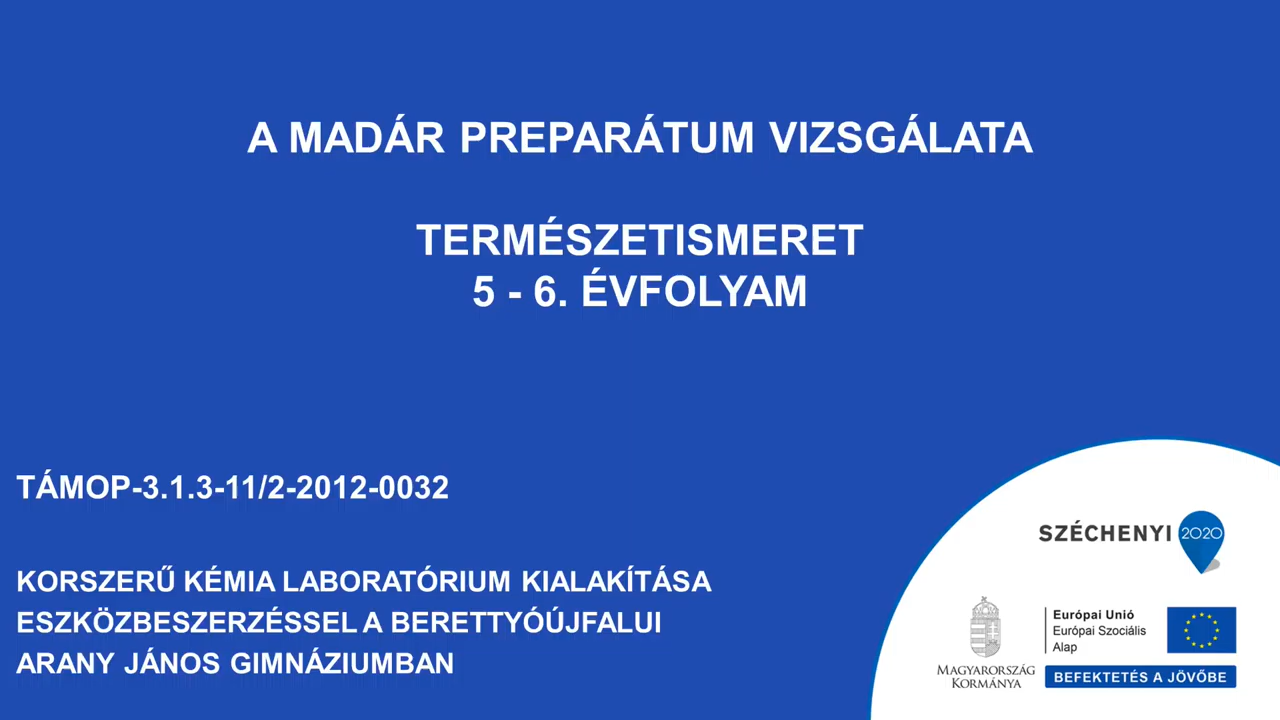 A MADÁR PREPARÁTUM VIZSGÁLATA
TERMÉSZETISMERET
5 - 6. ÉVFOLYAM
TÁMOP-3.1.3-11/2-2012-0032
KORSZERŰ KÉMIA LABORATÓRIUM KIALAKÍTÁSA
ESZKÖZBESZERZÉSSEL A BERETTYÓÚJFALUI
ARANY JÁNOS GIMNÁZIUMBAN
SZÉCHENYI 2020
MAGYARORSZÁG
KORMÁNYA
Európai Unió
Európai Szociális
Alap
BEFEKTETÉS A JÖVŐBE